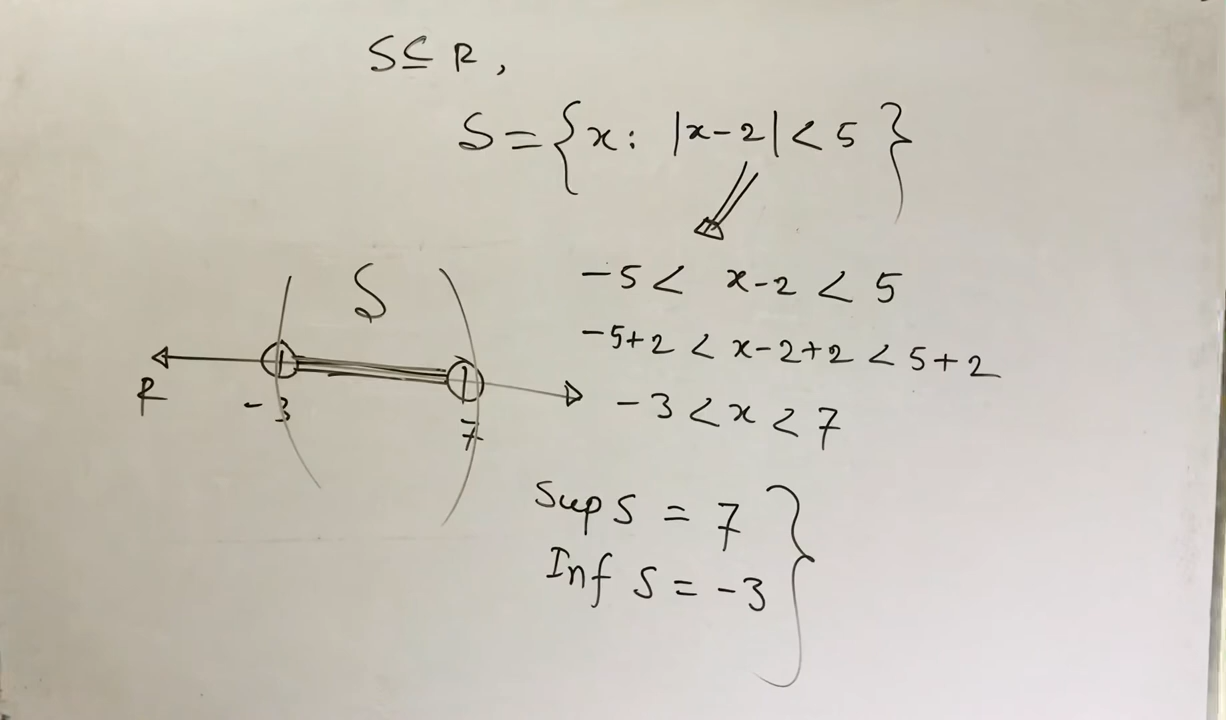 S ⊆ R,
S = { x : |x-2| < 5 }
S
R
-3
7
-5 < x-2 < 5
-5+2 < x-2+2 < 5+2
-3 < x < 7
Sup S = 7
Inf S = -3